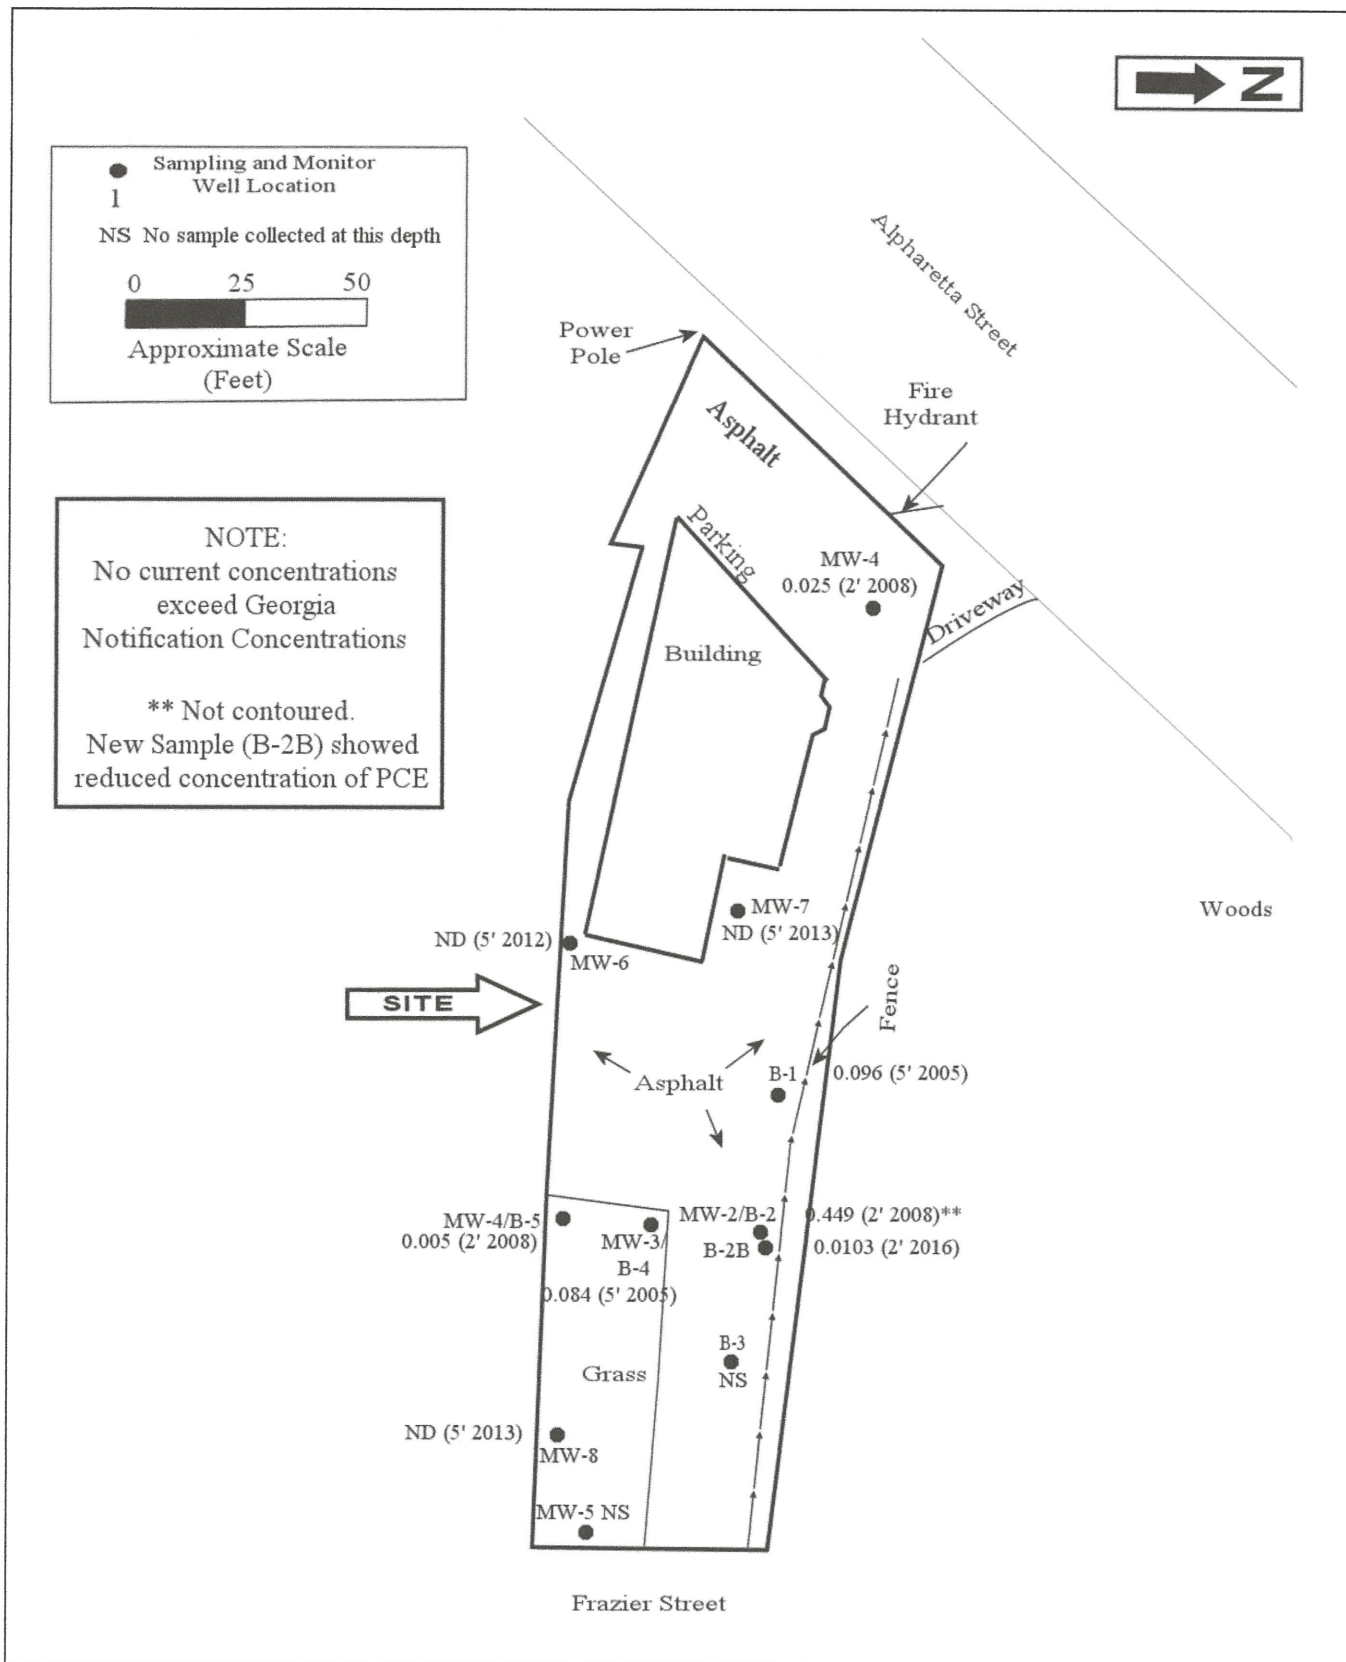 N
Sampling and Monitor
Well Location
1
NS No sample collected at this depth
0 25 50
Approximate Scale
(Feet)
Alpharetta Street
Power
Pole
Fire
Hydrant
Asphalt
NOTE:
No current concentrations
exceed Georgia
Notification Concentrations
** Not contoured.
New Sample (B-2B) showed
reduced concentration of PCE
Parking
MW-4
0.025 (2' 2008)
Driveway
Building
Woods
MW-7
ND (5' 2013)
ND (5' 2012)
MW-6
SITE
Fence
Asphalt
B-1
0.096 (5' 2005)
MW-4/B-5
0.005 (2' 2008)
MW-3/
B-4
0.084 (5' 2005)
MW-2/B-2
0.449 (2' 2008)**
B-2B
0.0103 (2' 2016)
B-3
NS
Grass
ND (5' 2013)
MW-8
MW-5 NS
Frazier Street